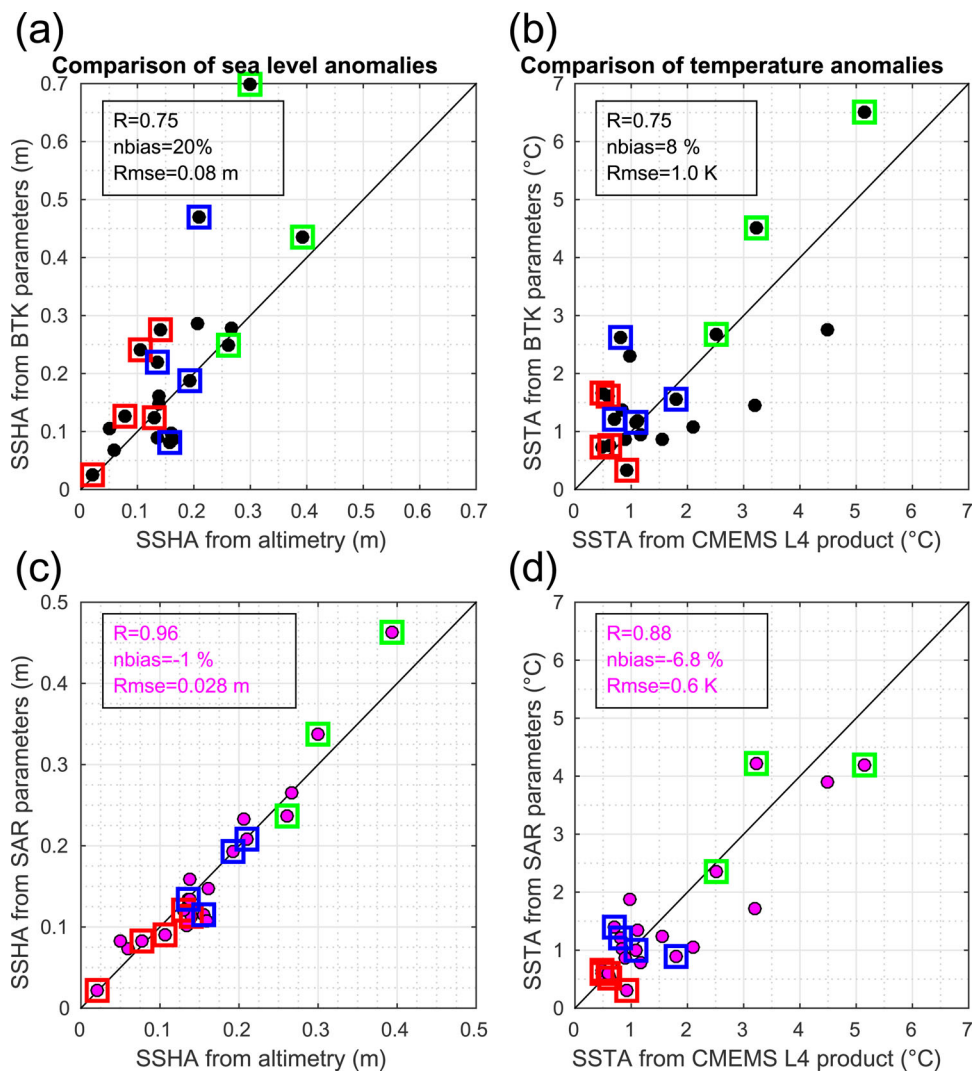 (a)
Comparison of sea level anomalies
0.7
0.6
0.5
0.4
0.3
0.2
0.1
0
SSHA from BTK parameters (m)
R=0.75
nbias=20%
Rmse=0.08 m
0 0.1 0.2 0.3 0.4 0.5 0.6 0.7
SSHA from altimetry (m)
(b)
Comparison of temperature anomalies
7
6
5
4
3
2
1
0
SSTA from BTK parameters (°C)
R=0.75
nbias=8 %
Rmse=1.0 K
0 1 2 3 4 5 6 7
SSTA from CMEMS L4 product (°C)
(c)
0.5
0.4
0.3
0.2
0.1
0
SSHA from SAR parameters (m)
R=0.96
nbias=-1 %
Rmse=0.028 m
0 0.1 0.2 0.3 0.4 0.5
SSHA from altimetry (m)
(d)
7
6
5
4
3
2
1
0
SSTA from SAR parameters (°C)
R=0.88
nbias=-6.8 %
Rmse=0.6 K
0 1 2 3 4 5 6 7
SSTA from CMEMS L4 product (°C)